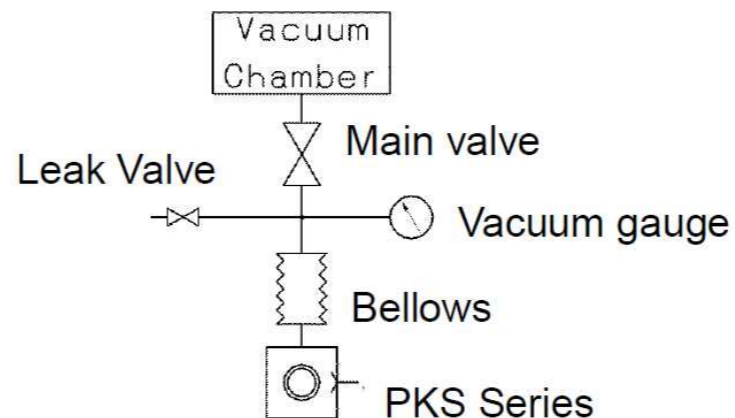 Vacuum
Chamber
Main valve
Leak Valve
Vacuum gauge
Bellows
PKS Series